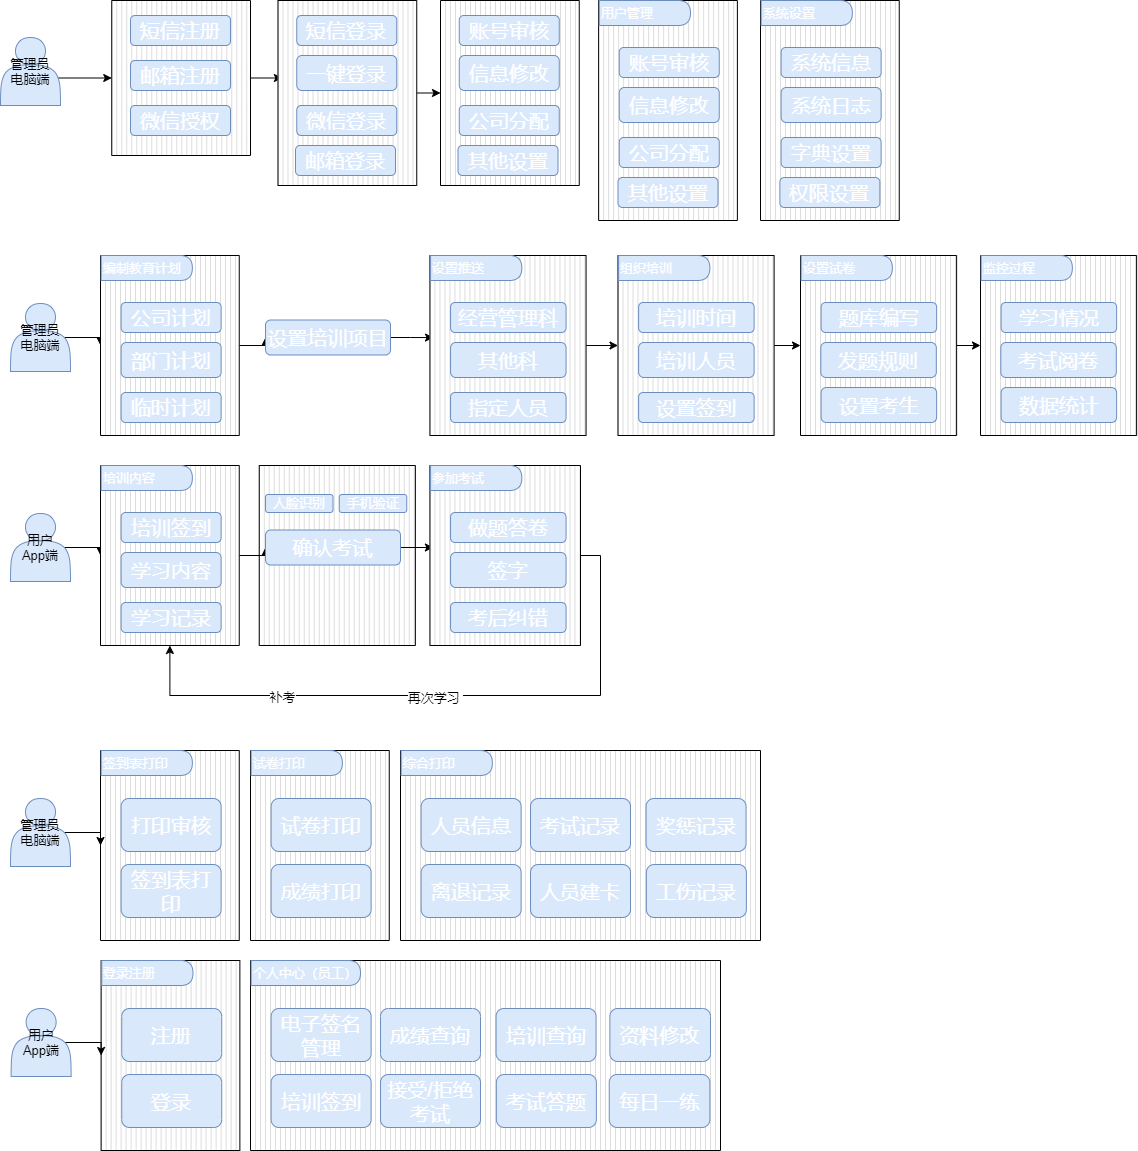 管理员
电脑端
短信注册
邮箱注册
微信授权
短信登录
一键登录
微信登录
邮箱登录
账号审核
信息修改
公司分配
其他设置
用户管理
账号审核
信息修改
公司分配
其他设置
系统设置
系统信息
系统日志
字典设置
权限设置
管理员
电脑端
编制教育计划
公司计划
部门计划
临时计划
设置培训项目
设置推送
经营管理科
其他科
指定人员
组织培训
培训时间
培训人员
设置签到
设置试卷
题库编写
发题规则
设置考生
监控过程
学习情况
考试阅卷
数据统计
用户
App端
培训内容
培训签到
学习内容
学习记录
人脸识别
手机验证
确认考试
参加考试
做题答卷
签字
考后纠错
补考
再次学习
管理员
电脑端
签到表打印
打印审核
签到表打
印
试卷打印
试卷打印
成绩打印
综合打印
人员信息
考试记录
奖惩记录
离退记录
人员建卡
工伤记录
用户
App端
登录注册
注册
登录
个人中心（员工）
电子签名
管理
成绩查询
培训查询
资料修改
培训签到
接受/拒绝
考试
考试答题
每日一练